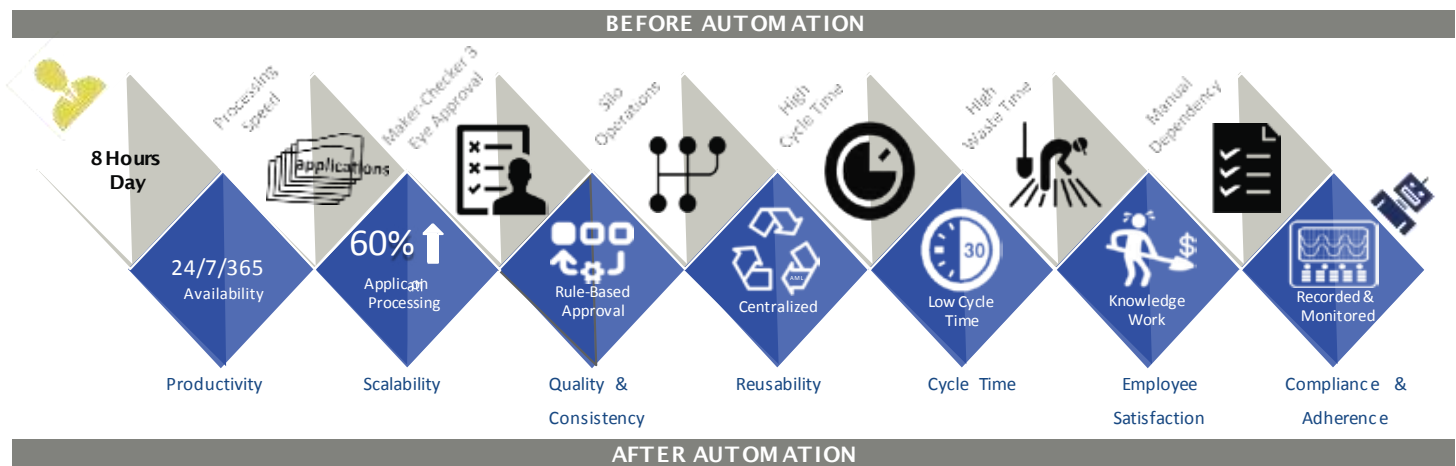 BEFORE AUTOMATION
8 Hours
Day
Processing
Speed
applications
Maker-Checker 3
Eye Approval
Silo
Operations
High
Cycle Time
High
Waste Time
Manual
Dependency
24/7/365
Availability
60%
Application
Processing
Rule-Based
Approval
AML
Centralized
30
Low Cycle
Time
$
Knowledge
Work
Recorded &
Monitored
Productivity
Scalability
Quality &
Consistency
Reusability
Cycle Time
Employee
Satisfaction
Compliance &
Adherence
AFTER AUTOMATION